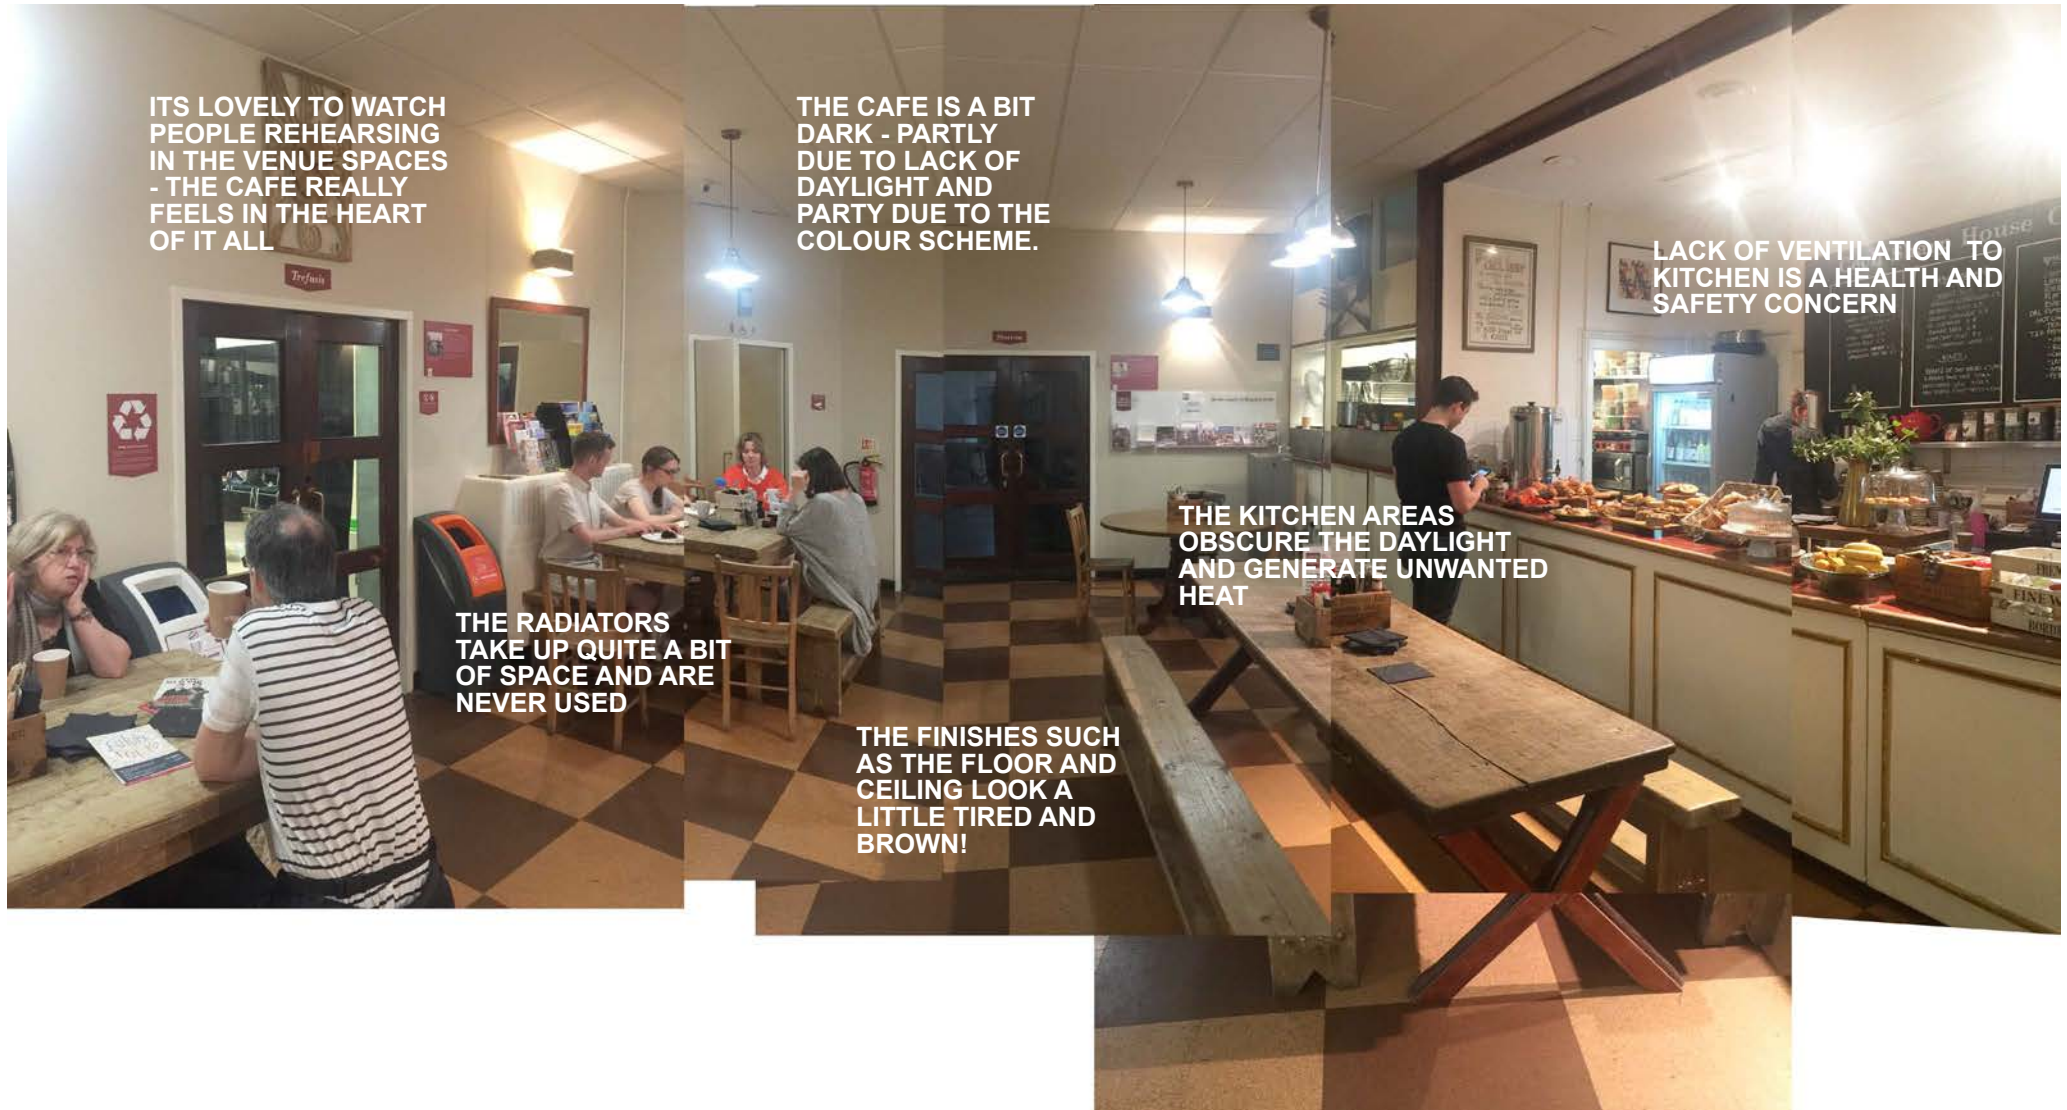 ITS LOVELY TO WATCH
PEOPLE REHEARSING
IN THE VENUE SPACES
- THE CAFE REALLY
FEELS IN THE HEART
OF IT ALL
Trefusis
THE CAFE IS A BIT
DARK - PARTLY
DUE TO LACK OF
DAYLIGHT AND
PARTY DUE TO THE
COLOUR SCHEME.
House
LACK OF VENTILATION TO
KITCHEN IS A HEALTH AND
SAFETY CONCERN
THE KITCHEN AREAS
OBSCURE THE DAYLIGHT
AND GENERATE UNWANTED
HEAT
THE RADIATORS
TAKE UP QUITE A BIT
OF SPACE AND ARE
NEVER USED
THE FINISHES SUCH
AS THE FLOOR AND
CEILING LOOK A
LITTLE TIRED AND
BROWN!